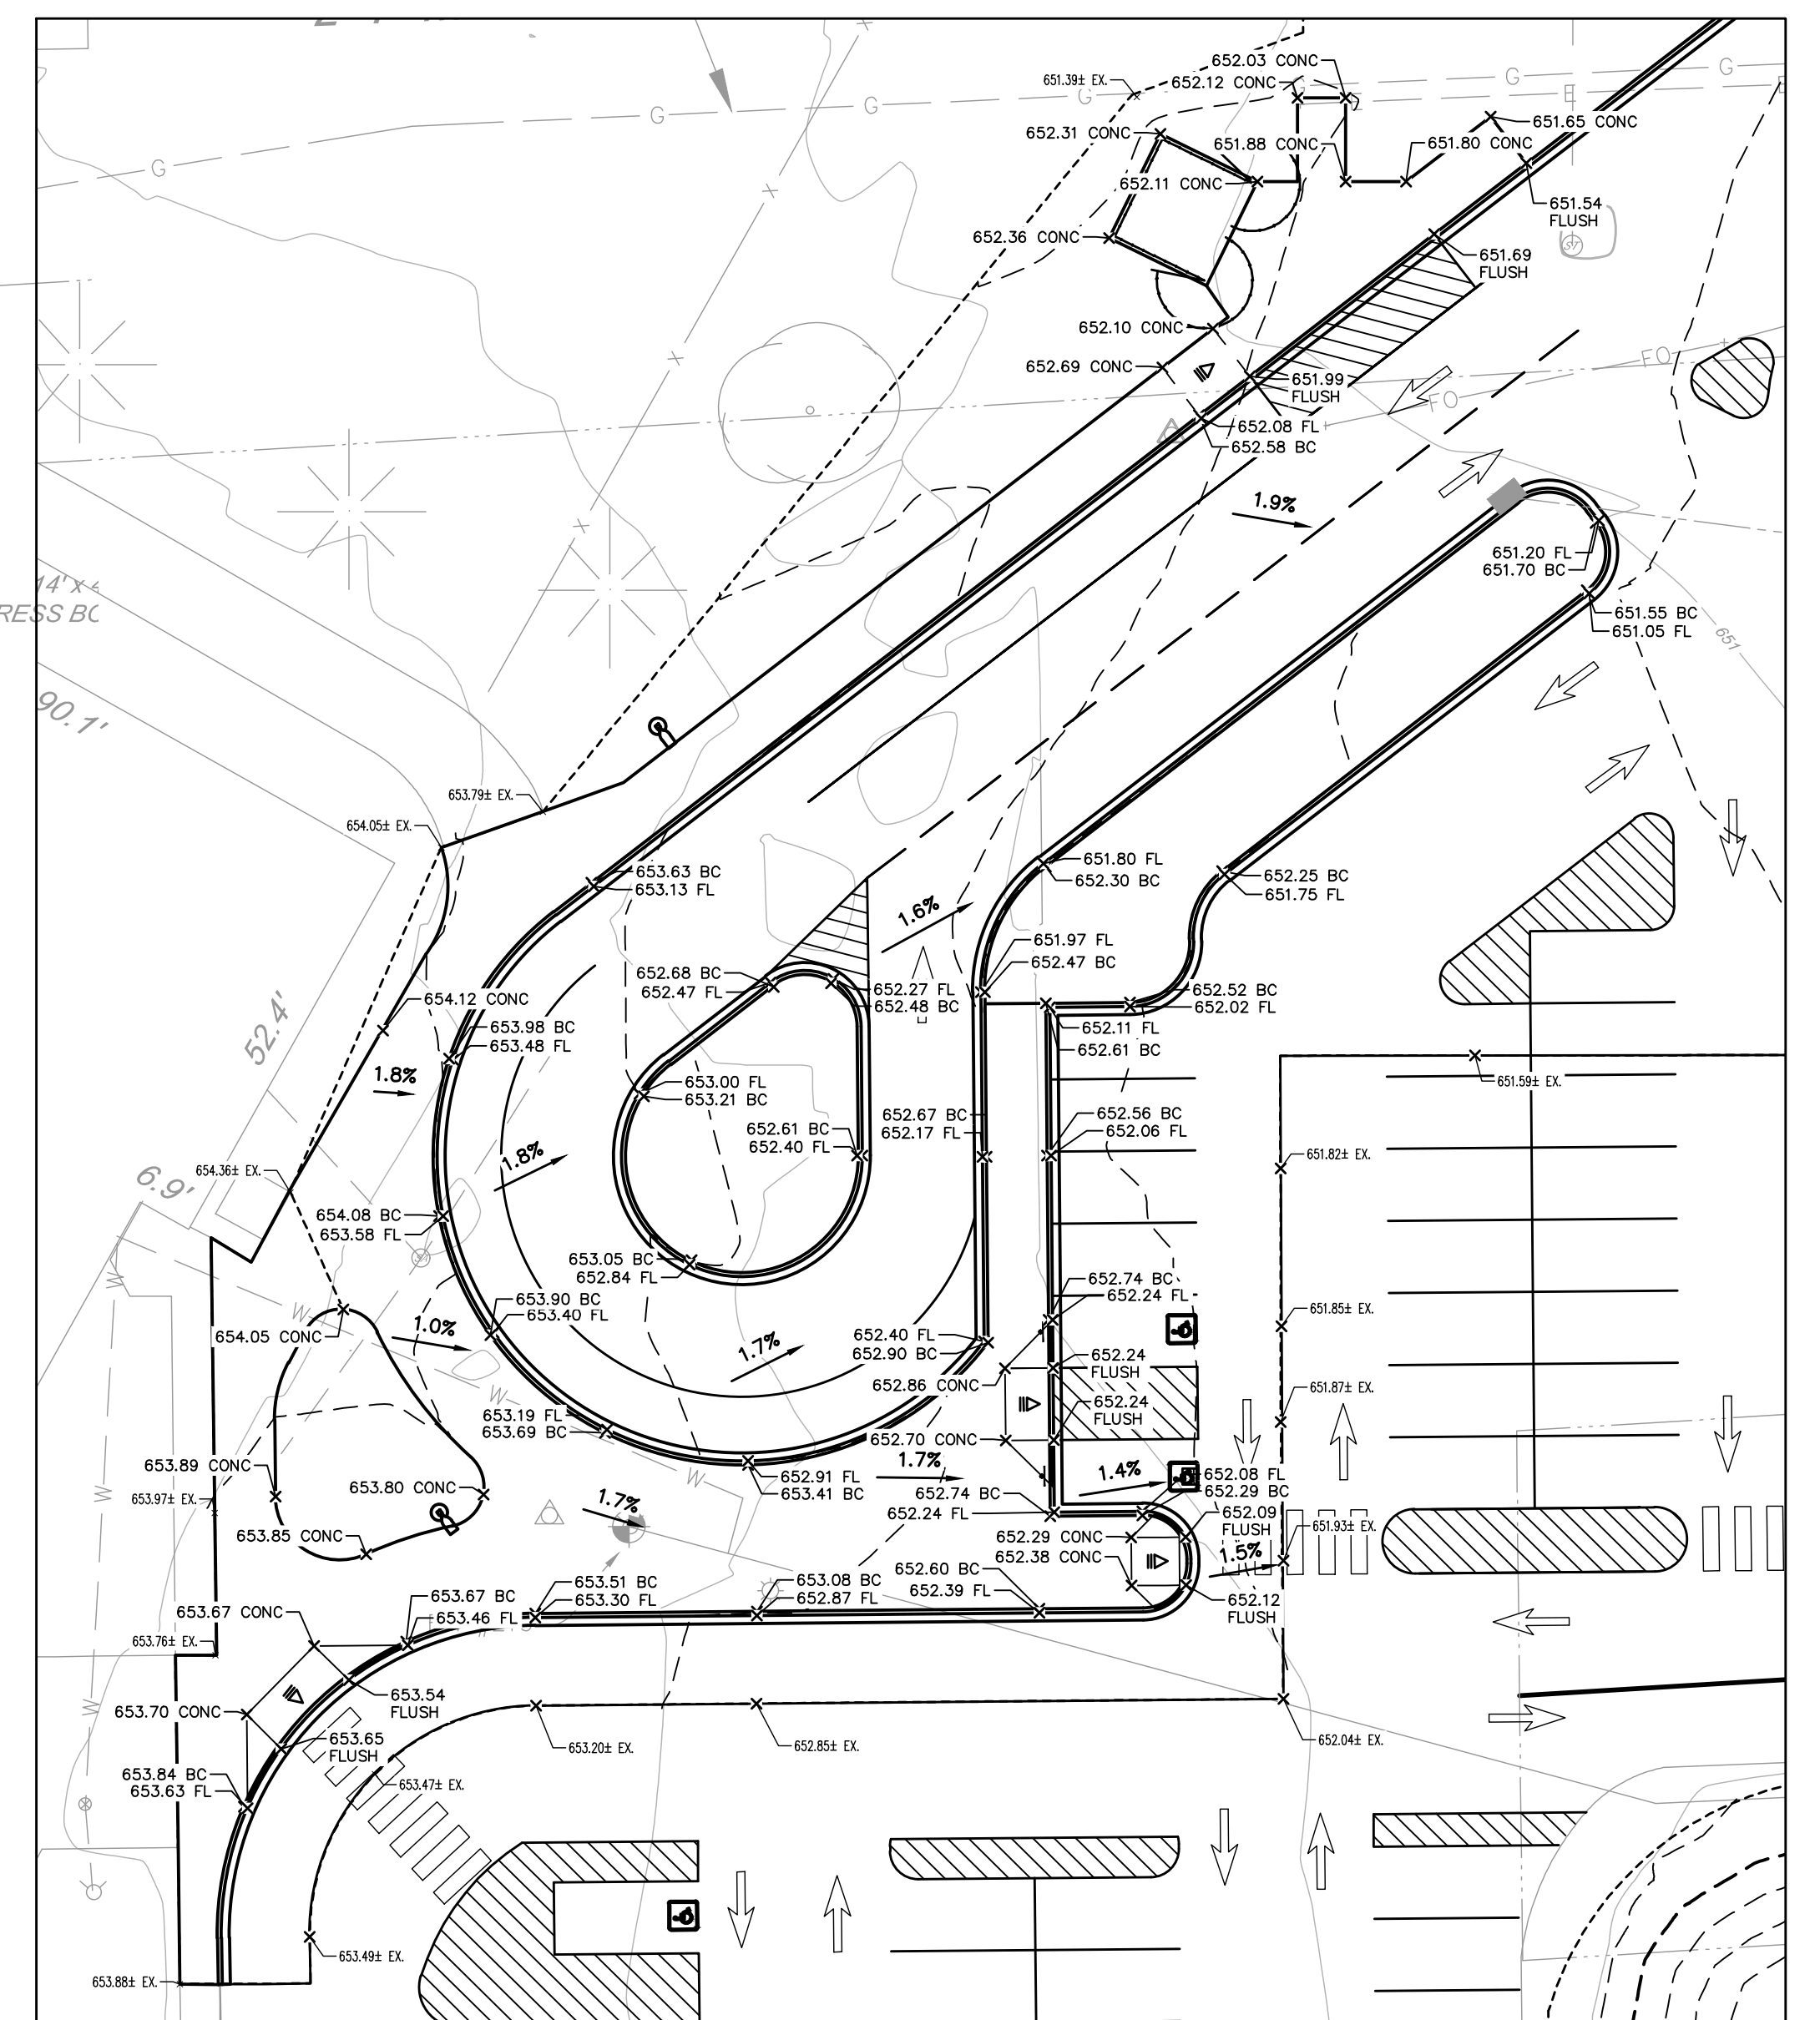 652.03 CONC
651.39± EX.
652.12 CONC
G
G
G
G
G
G
E
651.65 CONC
652.31 CONC
651.88 CONC
651.80 CONC
652.11 CONC
651.54
FLUSH
ST
652.36 CONC
651.69
FLUSH
652.10 CONC
652.69 CONC
651.99
FLUSH
FO
FO
652.08 FL
652.58 BC
X
X
X
X
1.9%
651.20 FL
651.70 BC
14' x
RESS
651.55 BC
651.05 FL
651
90.1'
653.79± EX.
654.05± EX.
653.63 BC
653.13 FL
651.80 FL
652.30 BC
652.25 BC
651.75 FL
1.6%
651.97 FL
652.47 BC
652.68 BC
652.47 FL
652.27 FL
652.48 BC
652.52 BC
652.02 FL
654.12 CONC
653.98 BC
653.48 FL
652.11 FL
652.61 BC
52.4'
1.8%
651.59± EX.
653.00 FL
653.21 BC
652.67 BC
652.17 FL
652.56 BC
652.06 FL
652.61 BC
652.40 FL
651.82± EX.
1.8%
654.36± EX.
6.9'
654.08 BC
653.58 FL
653.05 BC
652.84 FL
652.74 BC
652.24 FL
W
W
653.90 BC
653.40 FL
651.85± EX.
654.05 CONC
1.0%
652.40 FL
652.90 BC
1.7%
652.24
FLUSH
652.86 CONC
651.87± EX.
W
653.19 FL
653.69 BC
652.24
FLUSH
652.70 CONC
653.89 CONC
W
W
653.80 CONC
652.91 FL
653.41 BC
1.7%
1.4%
652.08 FL
652.29 BC
653.97± EX.
1.7%
652.74 BC
652.24 FL
652.09
FLUSH
651.93± EX.
653.85 CONC
652.29 CONC
652.38 CONC
1.5%
652.60 BC
652.39 FL
653.67 BC
653.46 FL
653.51 BC
653.30 FL
653.08 BC
652.87 FL
652.12
FLUSH
653.67 CONC
653.76± EX.
W
653.54
FLUSH
653.70 CONC
653.65
FLUSH
653.20± EX.
652.85± EX.
652.04± EX.
653.84 BC
653.63 FL
653.47± EX.
653.49± EX.
653.88± EX.